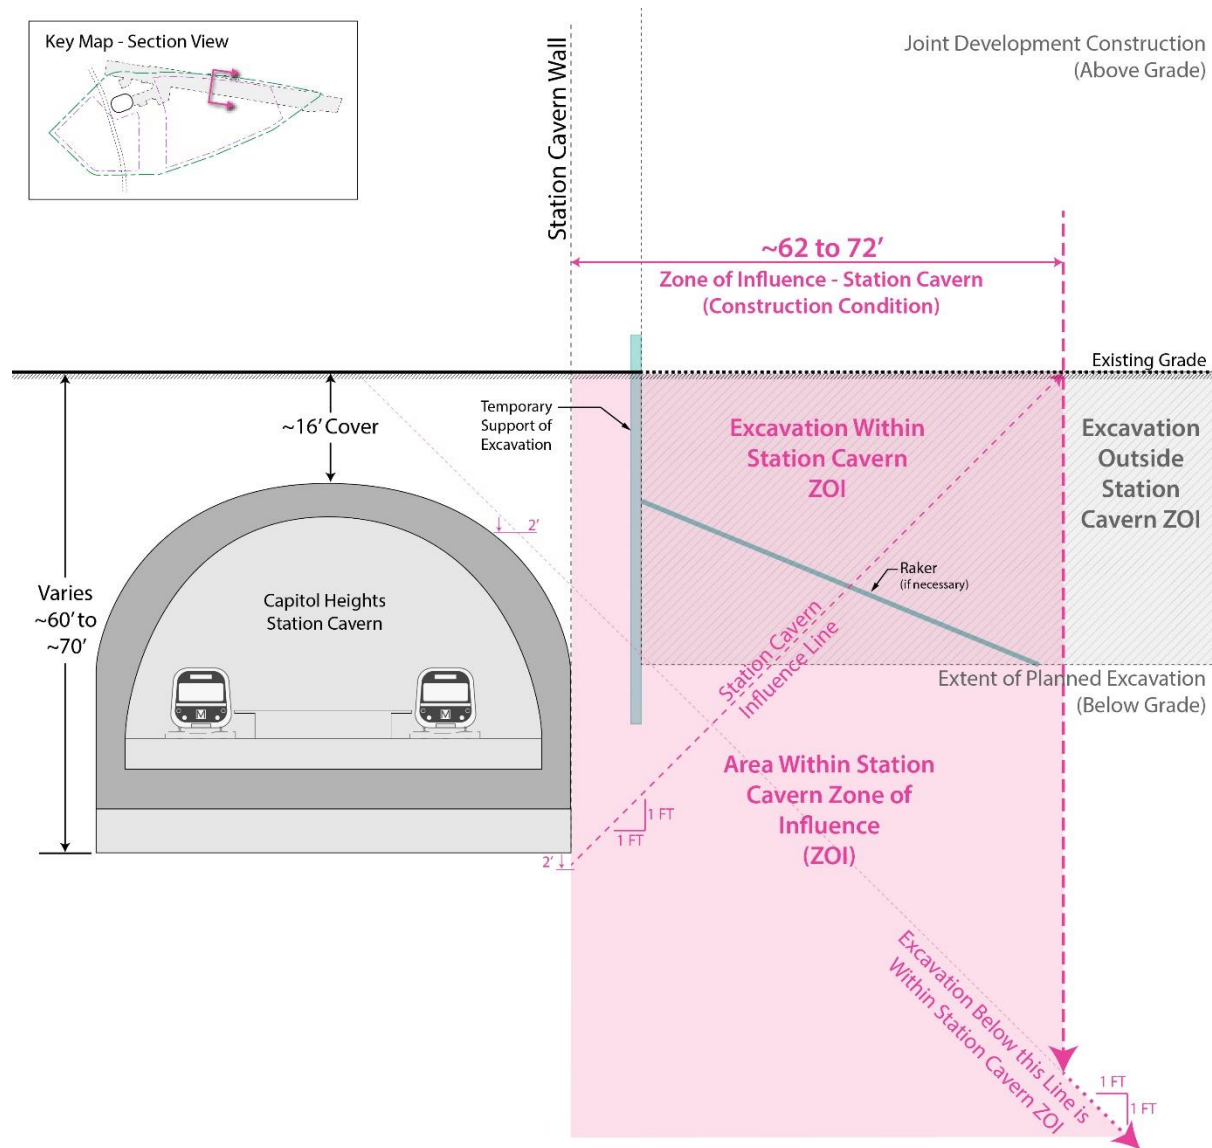 Key Map - Section View
Station Cavern Wall
Joint Development Construction
(Above Grade)
~62 to 72'
Zone of Influence - Station Cavern
(Construction Condition)
Existing Grade
~16' Cover
Temporary
Support of
Excavation
Excavation Within
Station Cavern
ZOI
Excavation
Outside
Station
Cavern ZOI
2'
Varies
~60' to
~70'
Capitol Heights
Station Cavern
Raker
(if necessary)
Station Cavern
Influence Line
Extent of Planned Excavation
(Below Grade)
M
M
Area Within Station
Cavern Zone of
Influence
(ZOI)
1 FT
1 FT
2'
Excavation Below this Line is
Within Station Cavern ZOI
1 FT
1 FT